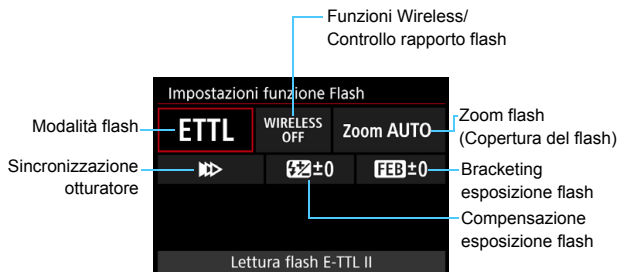 Funzioni Wireless/
Controllo rapporto flash
Impostazioni funzione Flash
Modalità flash
ETTL
WIRELESS
OFF
Zoom AUTO
Zoom flash
(Copertura del flash)
Sincronizzazione
otturatore
±0
FEB±0
Bracketing
esposizione flash
Compensazione
esposizione flash
Lettura flash E-TTL II